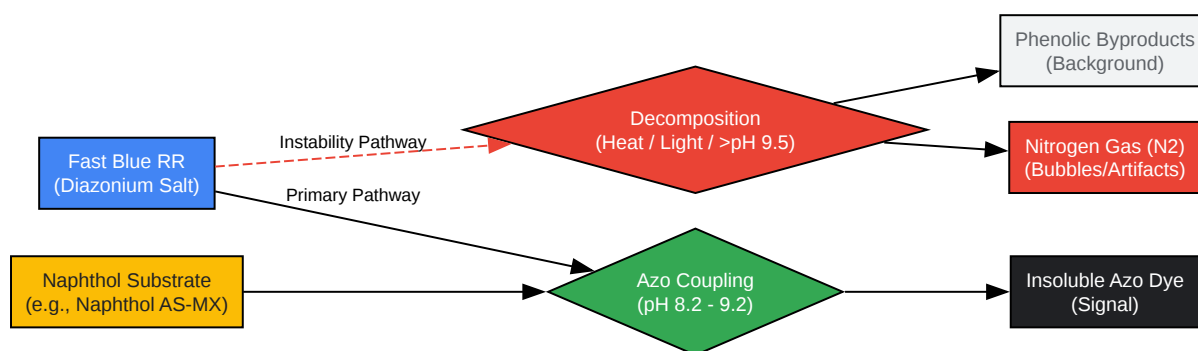 Phenolic Byproducts
(Background)
Decomposition
(Heat / Light / >pH 9.5)
Instability Pathway
Fast Blue RR
(Diazonium Salt)
Nitrogen Gas (N2)
(Bubbles/Artifacts)
Primary Pathway
Naphthol Substrate
(e.g., Naphthol AS-MX)
Azo Coupling
(pH 8.2 - 9.2)
Insoluble Azo Dye
(Signal)